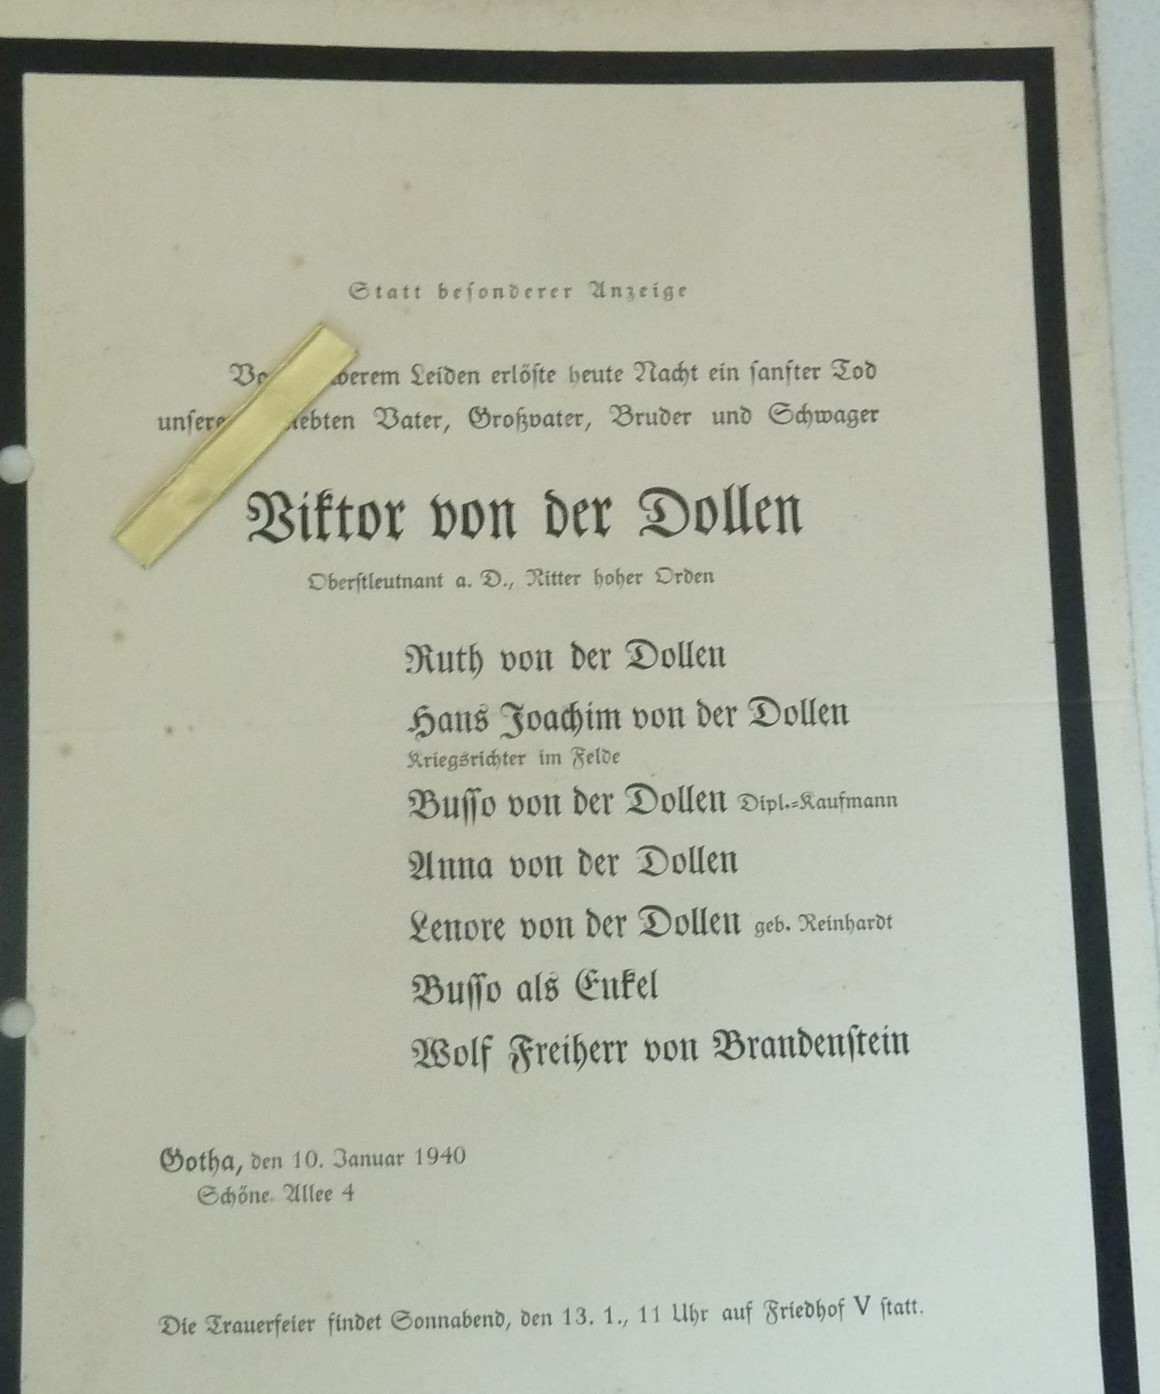 Statt besonderer Anzeige
Leiden erlöste heute Nacht ein sanfter Tod
Vater, Großvater, Bruder und Schwager
Viktor von der Dollen
Oberstleutnant a. D., Ritter hoher Orden
Ruth von der Dollen
Hans Joachim von der Dollen
Kriegsrichter im Felde
Busso von der Dollen Dipl.-Kaufmann
Anna von der Dollen
Lenore von der Dollen geb. Reinhardt
Busso als Enkel
Wolf Freiherr von Brandenstein
Gotha, den 10. Januar 1940
Schöne Allee 4
Die Trauerfeier findet Sonnabend, den 13. 1., 11 Uhr auf Friedhof V statt.